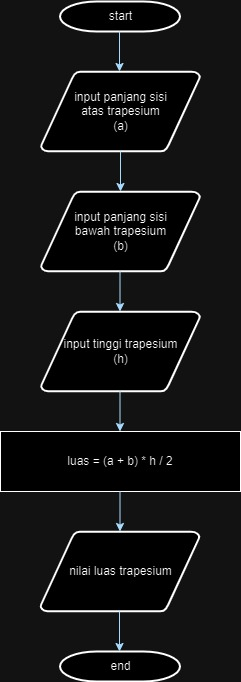 start
input panjang sisi
atas trapesium
(a)
input panjang sisi
bawah trapesium
(b)
input tinggi trapesium
(h)
luas = (a + b) * h / 2
nilai luas trapesium
end